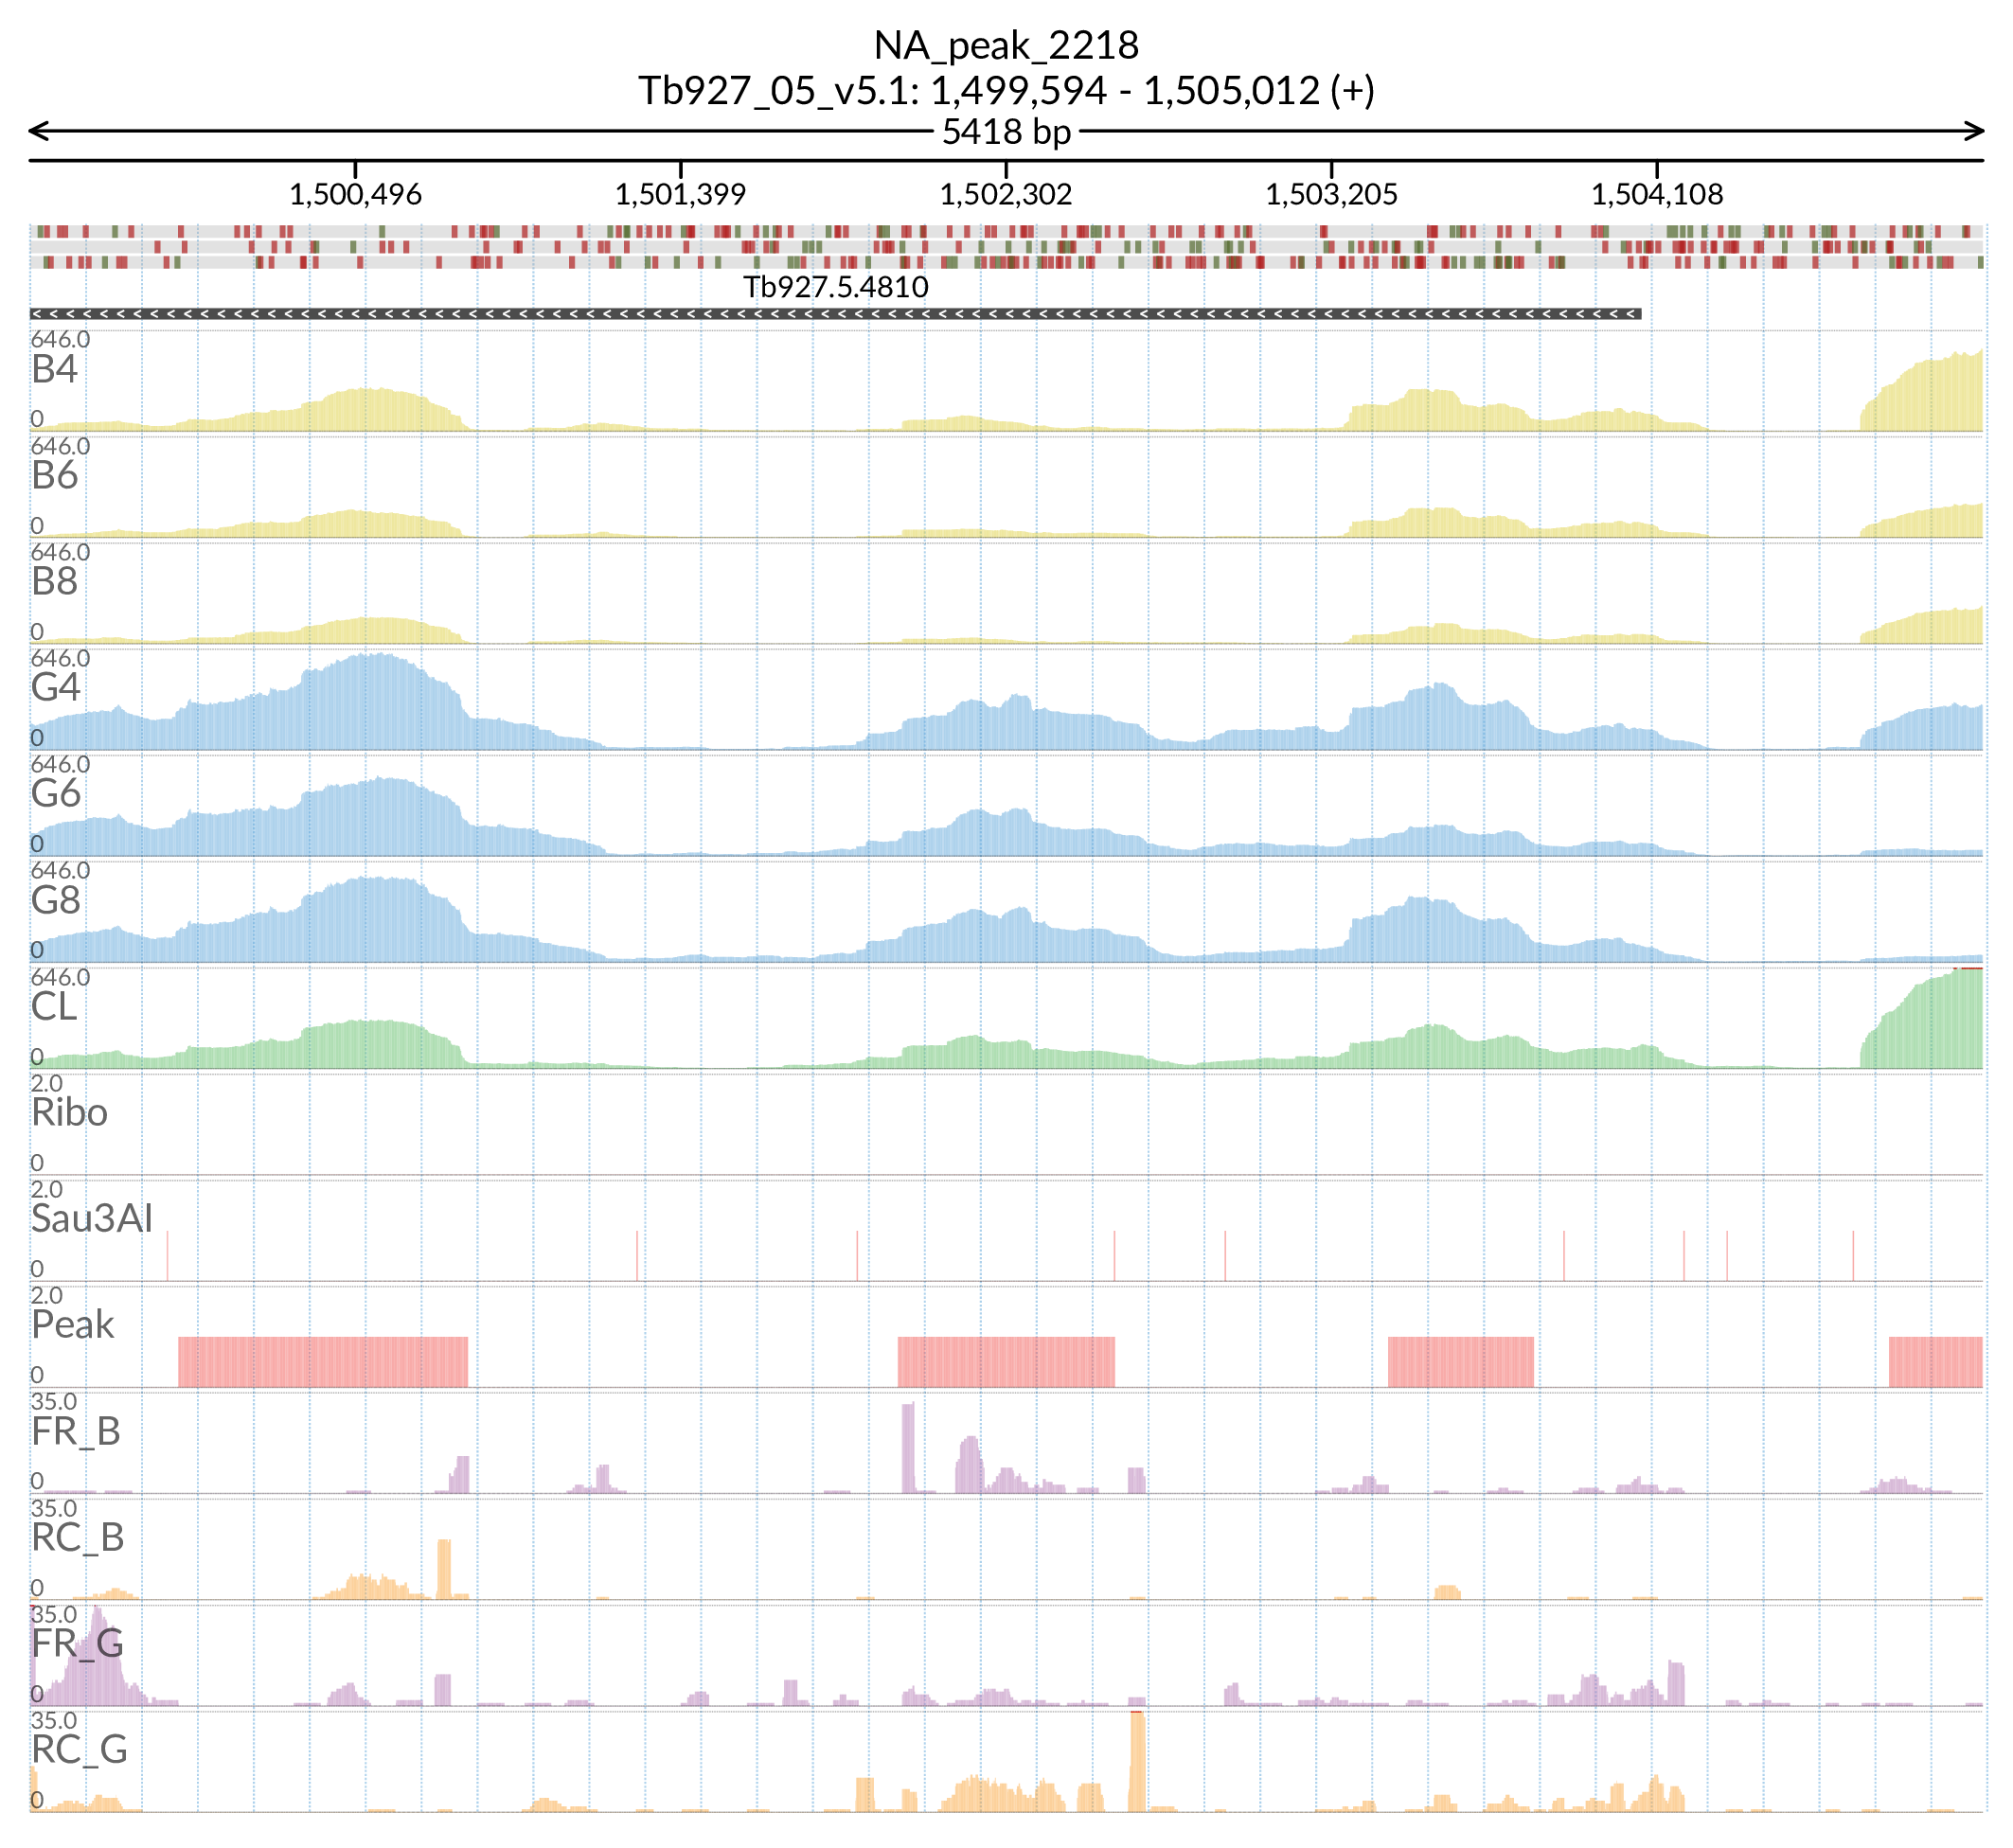 NA_peak_2218
Tb927_05_v5.1: 1,499,594 - 1,505,012 (+)
5418 bp
1,500,496 1,501,399 1,502,302 1,503,205 1,504,108
Tb927.5.4810
646.0
B4
0
646.0
B6
0
646.0
B8
0
646.0
G4
0
646.0
G6
0
646.0
G8
0
646.0
CL
0
2.0
Ribo
0
2.0
Sau3AI
0
2.0
Peak
0
35.0
FR_B
0
35.0
RC_B
0
35.0
FR_G
0
35.0
RC_G
0